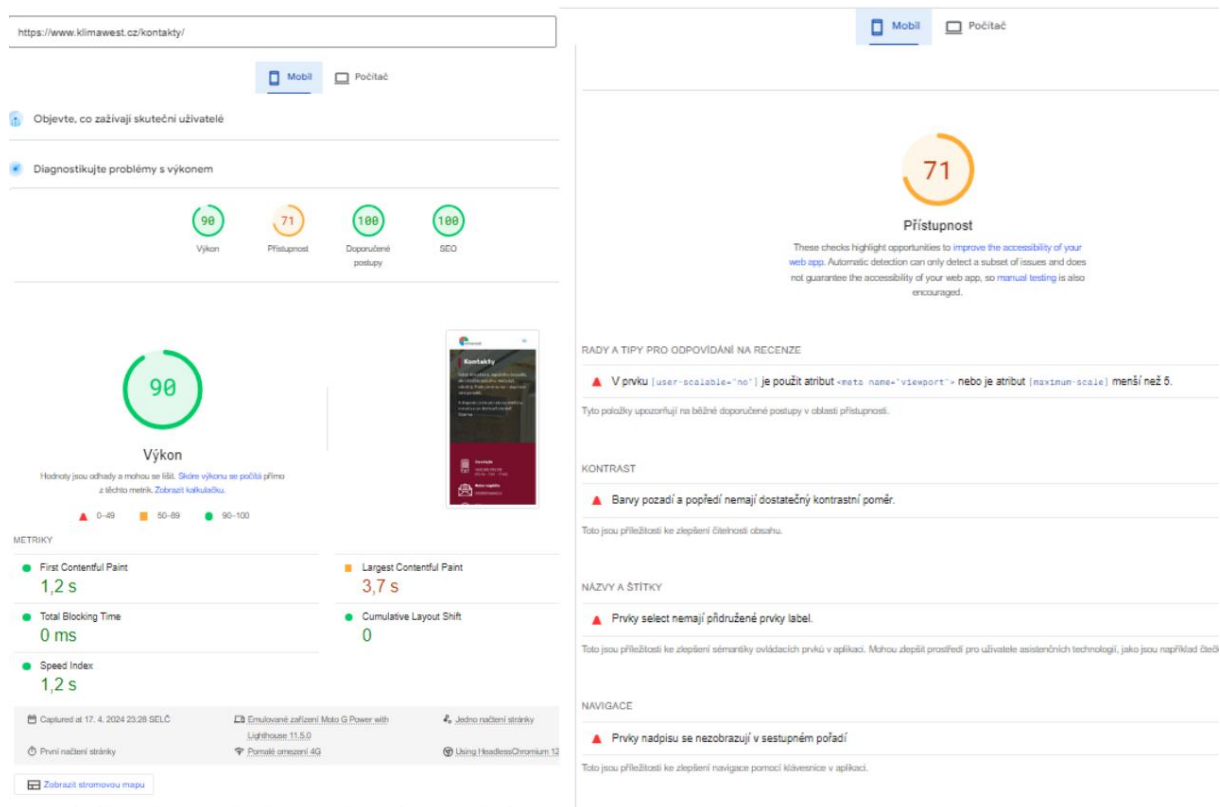 https://www.klimawest.cz/kontakty/
Mobil
Počítač
Objevte, co zažívají skuteční uživatelé
Diagnostikujte problémy s výkonem
90
71
100
100
Výkon
Přístupnost
Doporučené
postupy
SEO
90
Výkon
Hodnoty jsou odhady a mohou se lišit. Skóre výkonu se počítá přímo
z těchto metrik. Zobrazit kalkulačku.
0–49
50–89
90–100
Kontakty
METRIKY
First Contentful Paint
1,2 s
Largest Contentful Paint
3,7 s
Total Blocking Time
0 ms
Cumulative Layout Shift
0
Speed Index
1,2 s
Captured at 17. 4. 2024 23:28 SELČ
Emulované zařízení Moto G Power with
Lighthouse 11.5.0
Jedno načtení stránky
První načtení stránky
Pomalé omezení 4G
Using HeadlessChromium 12
Zobrazit stromovou mapu
Mobil
Počítač
71
Přístupnost
These checks highlight opportunities to improve the accessibility of your
web app. Automatic detection can only detect a subset of issues and does
not guarantee the accessibility of your web app, so manual testing is also
encouraged.
RADY A TIPY PRO ODPOVÍDÁNÍ NA RECENZE
V prvku [user-scalable="no"] je použit atribut <meta name="viewport"> nebo je atribut [maximum-scale] menší než 5.
Tyto položky upozorňují na běžné doporučené postupy v oblasti přístupnosti.
KONTRAST
Barvy pozadí a popředí nemají dostatečný kontrastní poměr.
Toto jsou příležitosti ke zlepšení čitelnosti obsahu.
NÁZVY A ŠTÍTKY
Prvky select nemají přidružené prvky label.
Toto jsou příležitosti ke zlepšení sémantiky ovládacích prvků v aplikaci. Mohou zlepšit prostředí pro uživatele asistenčních technologií, jako jsou například čteč
NAVIGACE
Prvky nadpisu se nezobrazují v sestupném pořadí
Toto jsou příležitosti ke zlepšení navigace pomocí klávesnice v aplikaci.